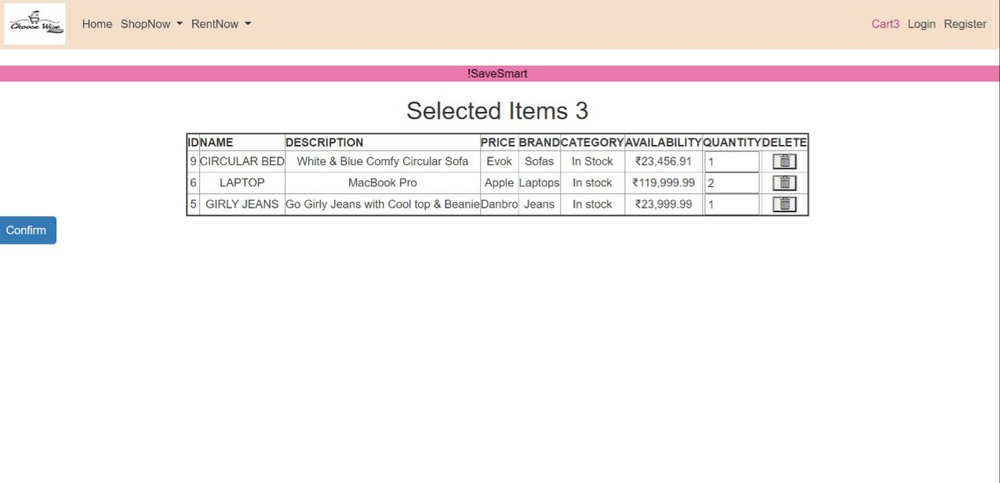 Choose Wise
Home ShopNow RentNow Cart3 Login Register
!SaveSmart
Selected Items 3
ID NAME DESCRIPTION PRICE BRAND CATEGORY AVAILABILITY QUANTITY DELETE
9 CIRCULAR BED White & Blue Comfy Circular Sofa Evok Sofas In Stock ₹23,456.91 1
6 LAPTOP MacBook Pro Apple Laptops In stock ₹119,999.99 2
5 GIRLY JEANS Go Girly Jeans with Cool top & Beanie Danbro Jeans In stock ₹23,999.99 1
Confirm